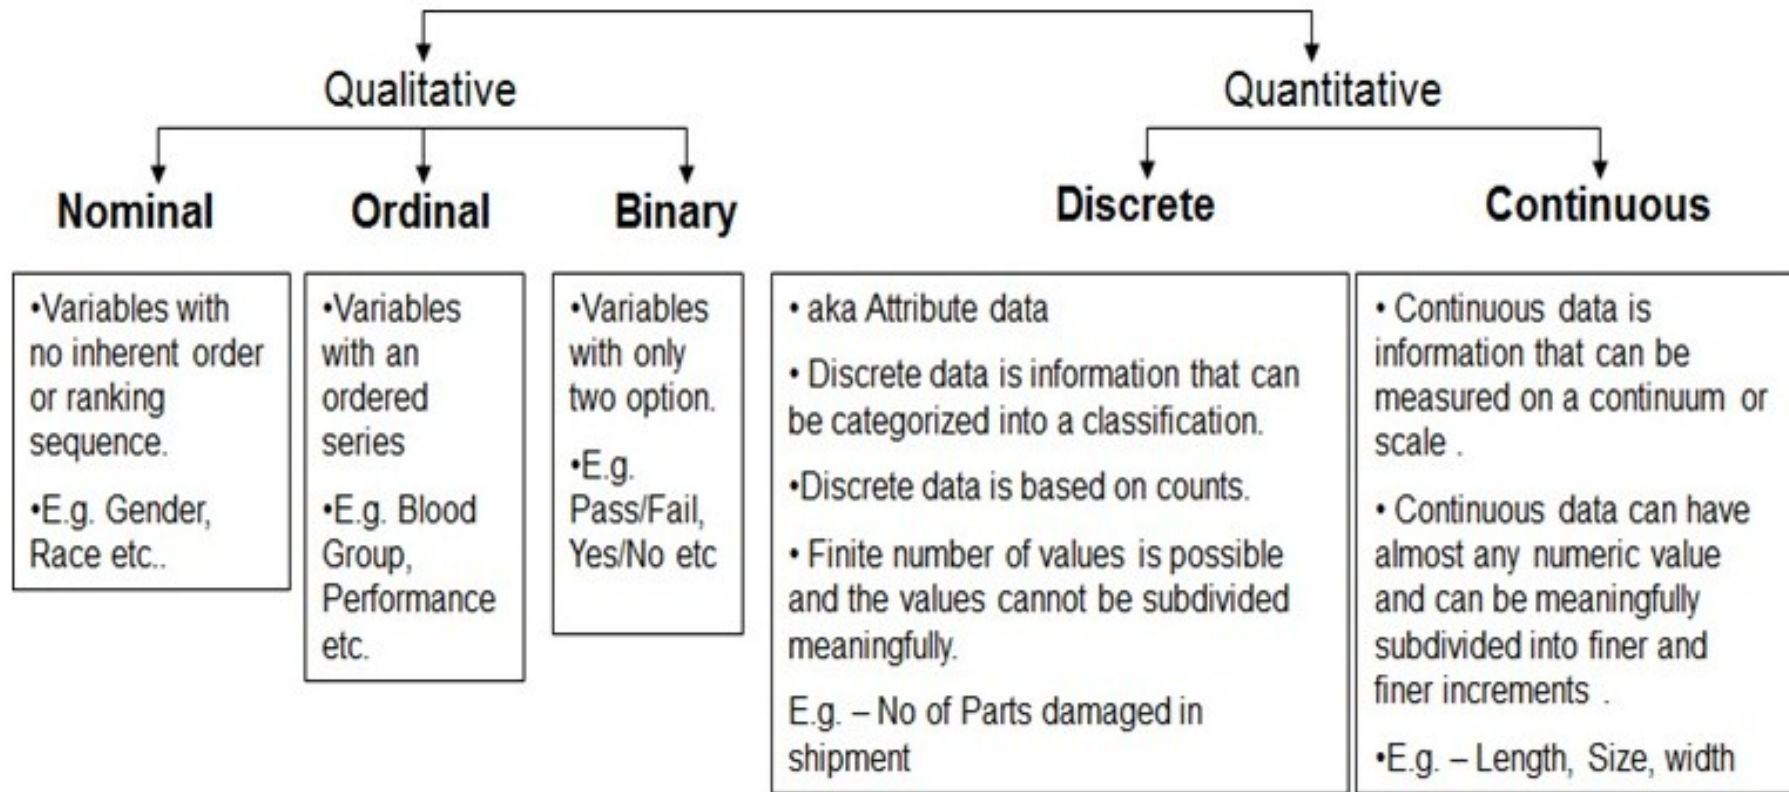 Qualitative
Quantitative
Nominal
Ordinal
Binary
Discrete
Continuous
•Variables with
no inherent order
or ranking
sequence.
•E.g. Gender,
Race etc..
•Variables
with an
ordered
series
•E.g. Blood
Group,
Performance
etc.
•Variables
with only
two option.
•E.g.
Pass/Fail,
Yes/No etc
• aka Attribute data
• Discrete data is information that can
be categorized into a classification.
•Discrete data is based on counts.
• Finite number of values is possible
and the values cannot be subdivided
meaningfully.
E.g. – No of Parts damaged in
shipment
• Continuous data is
information that can be
measured on a continuum or
scale .
• Continuous data can have
almost any numeric value
and can be meaningfully
subdivided into finer and
finer increments .
•E.g. – Length, Size, width